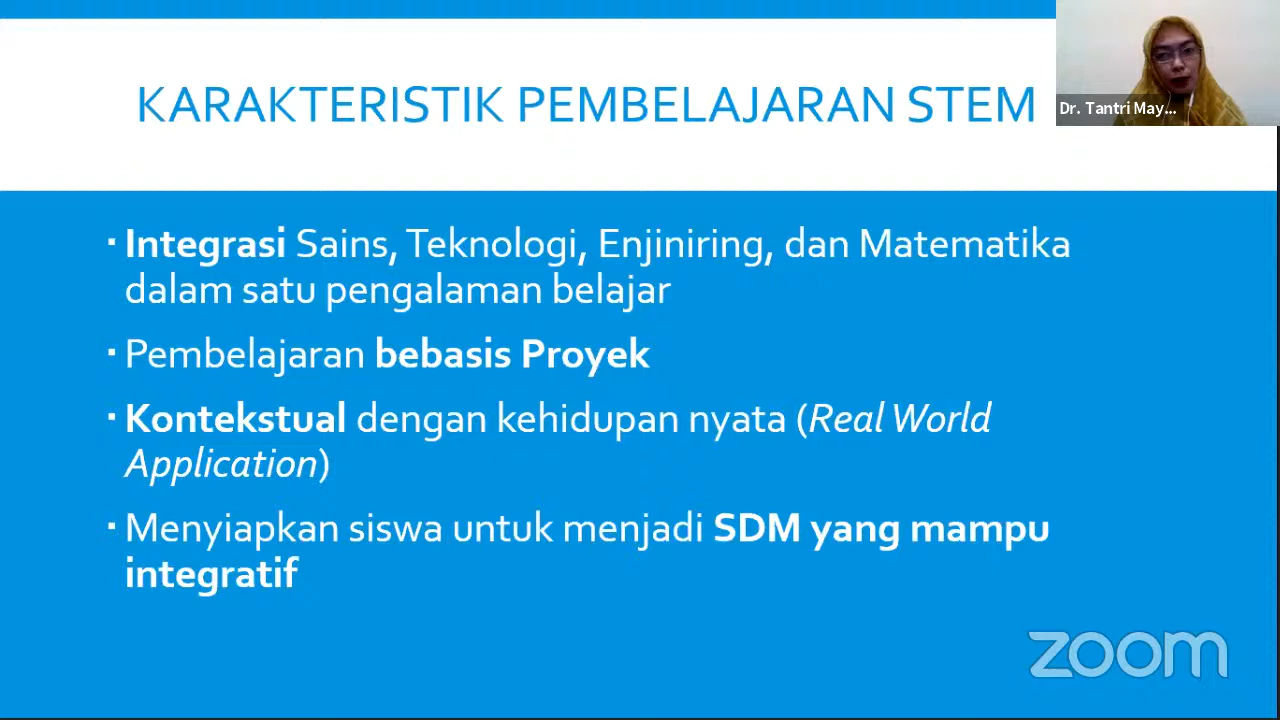 KARAKTERISTIK PEMBELAJARAN STEM
Dr. Tantri May...
▪ Integrasi Sains, Teknologi, Enjiniring, dan Matematika
dalam satu pengalaman belajar
▪ Pembelajaran bebasis Proyek
▪ Kontekstual dengan kehidupan nyata (Real World
Application)
▪ Menyiapkan siswa untuk menjadi SDM yang mampu
integratif
zoom